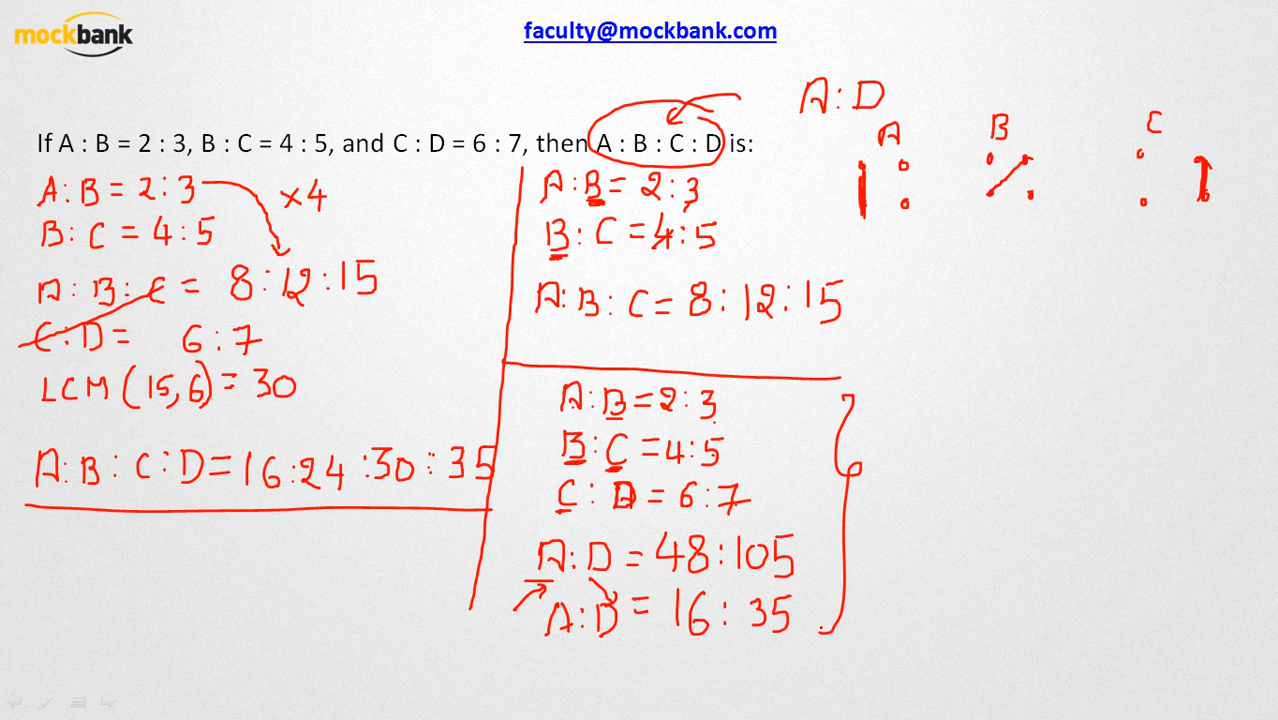 mockbank
faculty@mockbank.com
If A : B = 2 : 3, B : C = 4 : 5, and C : D = 6 : 7, then A : B : C : D is:
A:D
A B C
A:B = 2:3 ×4
B:C = 4:5
A:B:C = 8:12:15
C:D = 6:7
LCM (15,6) = 30
A:B:C:D = 16:24:30:35
A:B = 2:3
B:C = 4:5
A:B:C = 8:12:15
A:B = 2:3
B:C = 4:5
C:D = 6:7
A:D = 48:105
A:D = 16:35